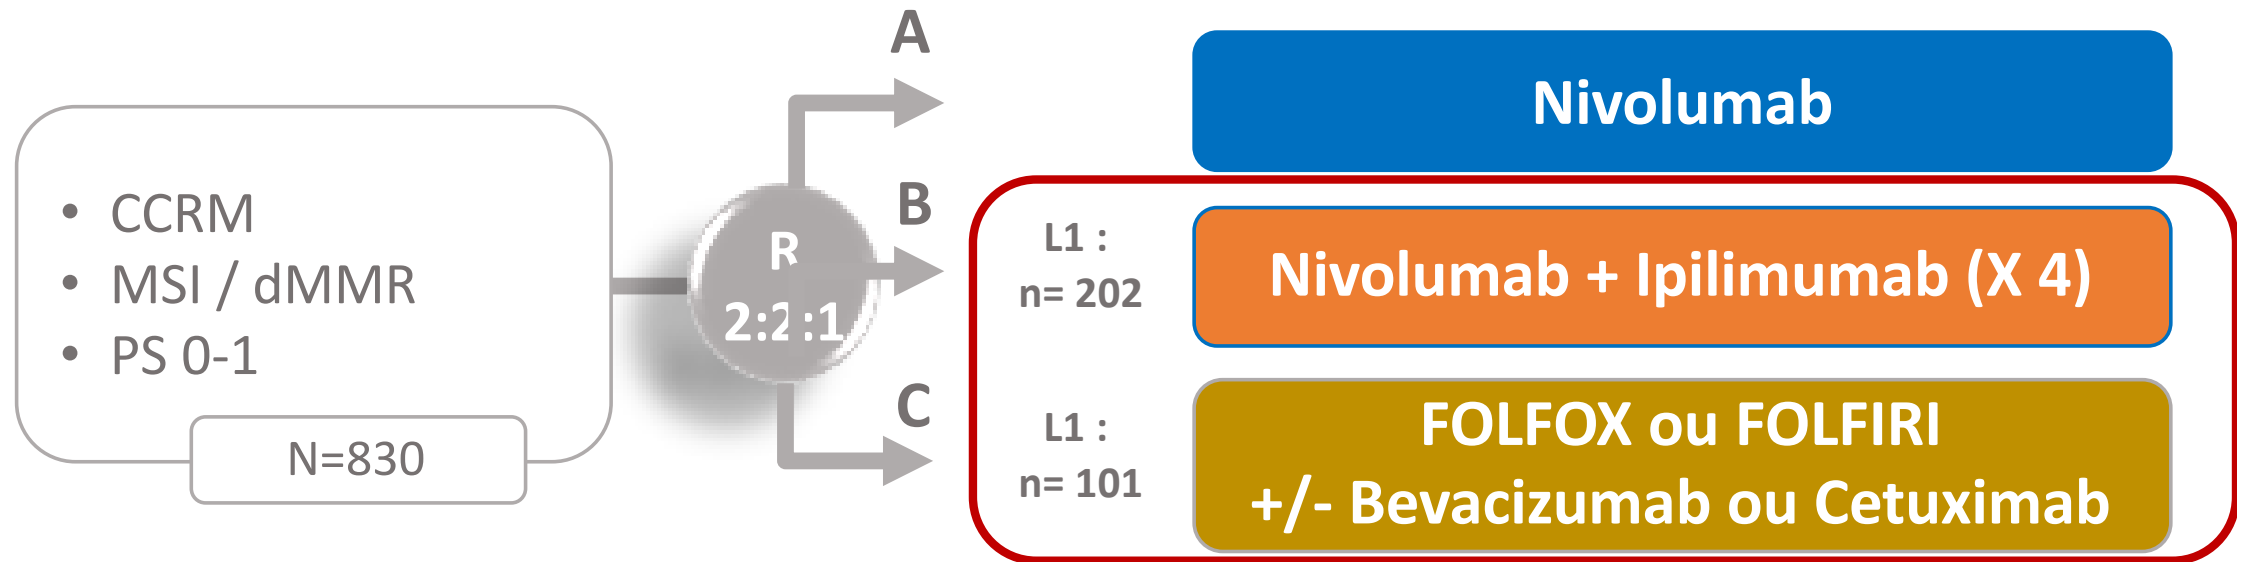 • CCRM
• MSI / dMMR
• PS 0-1
N=830
R
2:2:1
A
Nivolumab
B
L1 :
n= 202
Nivolumab + Ipilimumab (X 4)
C
L1 :
n= 101
FOLFOX ou FOLFIRI
+/- Bevacizumab ou Cetuximab